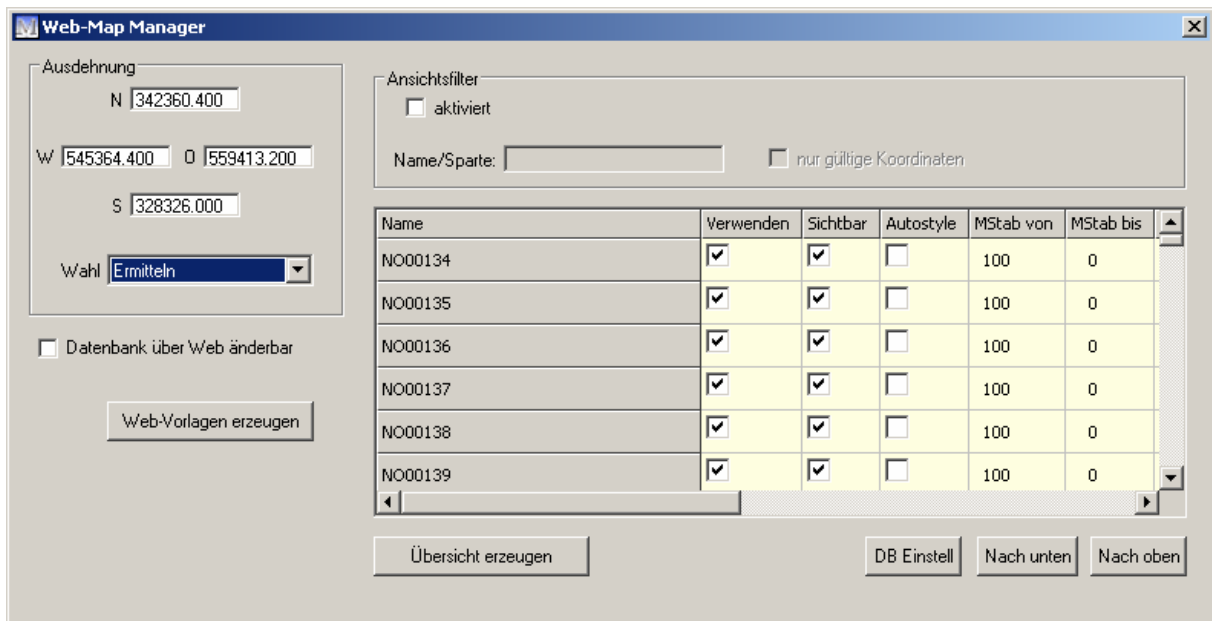 Web-Map Manager
Ausdehnung
N 342360.400
W 545364.400 O 559413.200
S 328326.000
Wahl Ermitteln
Datenbank über Web änderbar
Web-Vorlagen erzeugen
Ansichtsfilter
aktiviert
Name/Sparte: nur gültige Koordinaten
Name Verwenden Sichtbar Autostyle MStab von MStab bis
NO00134 100 0
NO00135 100 0
NO00136 100 0
NO00137 100 0
NO00138 100 0
NO00139 100 0
Übersicht erzeugen DB Einstell Nach unten Nach oben